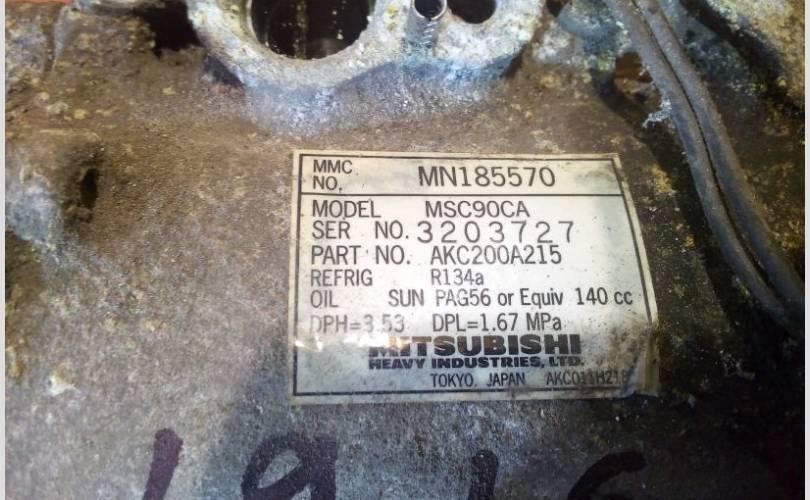 MMC
NO. MN185570
MODEL MSC90CA
SER NO. 3203727
PART NO. AKC200A215
REFRIG R134a
OIL SUN PAG56 or Equiv 140 cc
DPH=3.53 DPL=1.67 MPa
MITSUBISHI
HEAVY INDUSTRIES, LTD.
TOKYO, JAPAN